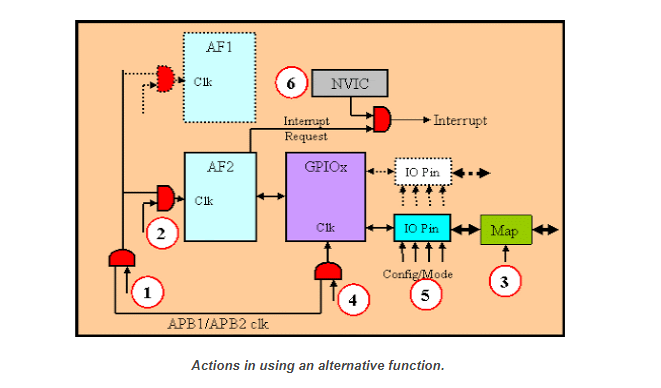 AF1
Clk
6
NVIC
Interrupt
Interrupt
Request
AF2
Clk
GPIOx
Clk
IO Pin
IO Pin
Map
2
1
4
Config/Mode
5
3
APB1/APB2 clk
Actions in using an alternative function.